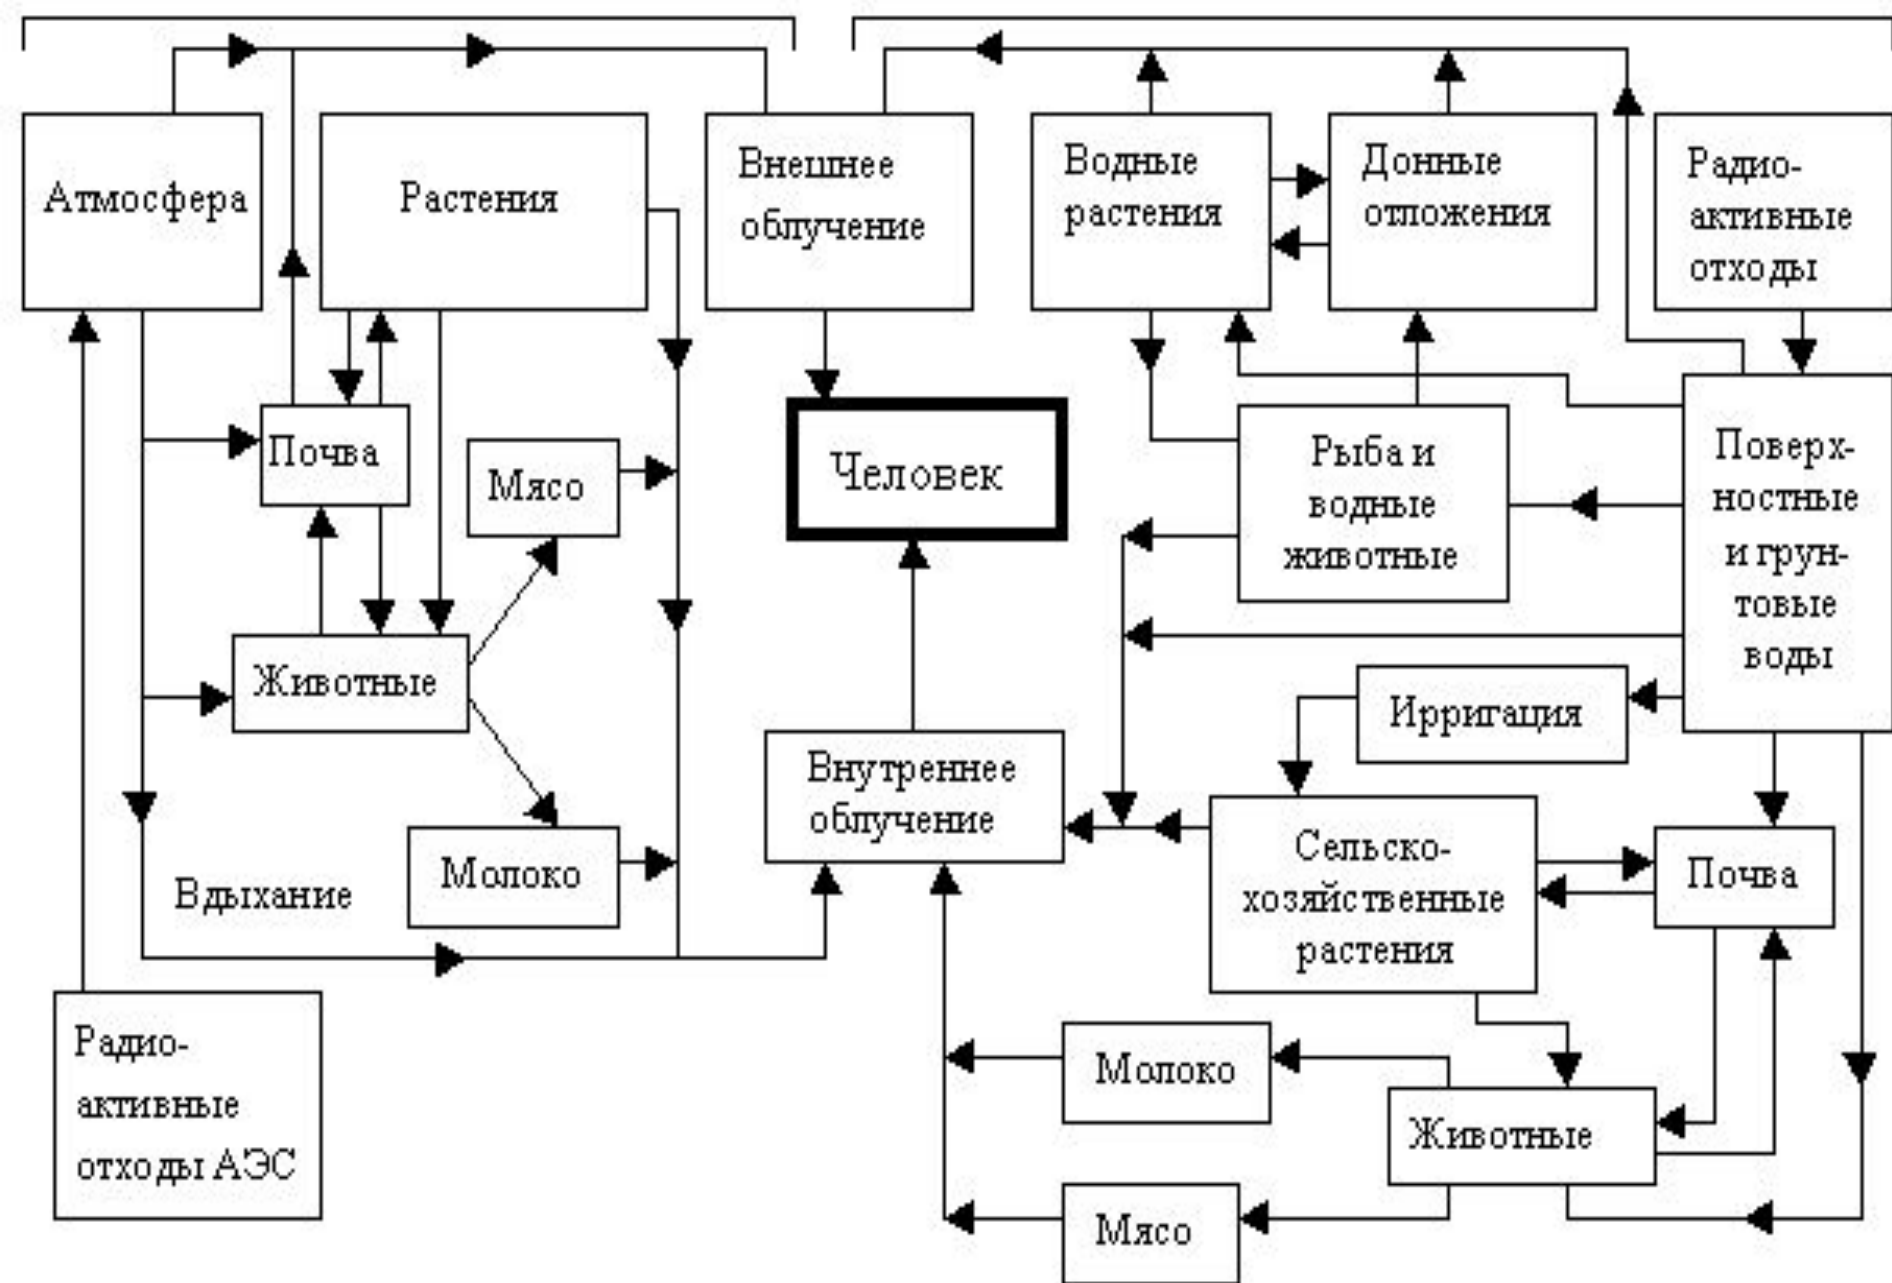 Атмосфера
Растения
Внешнее
облучение
Водные
растения
Донные
отложения
Радио-
активные
отходы
Почва
Мясо
Человек
Рыба и
водные
животные
Поверх-
ностные
и грун-
товые
воды
Животные
Ирригация
Внутреннее
облучение
Молоко
Вдыхание
Сельско-
хозяйственные
растения
Почва
Радио-
активные
отходы АЭС
Молоко
Животные
Мясо